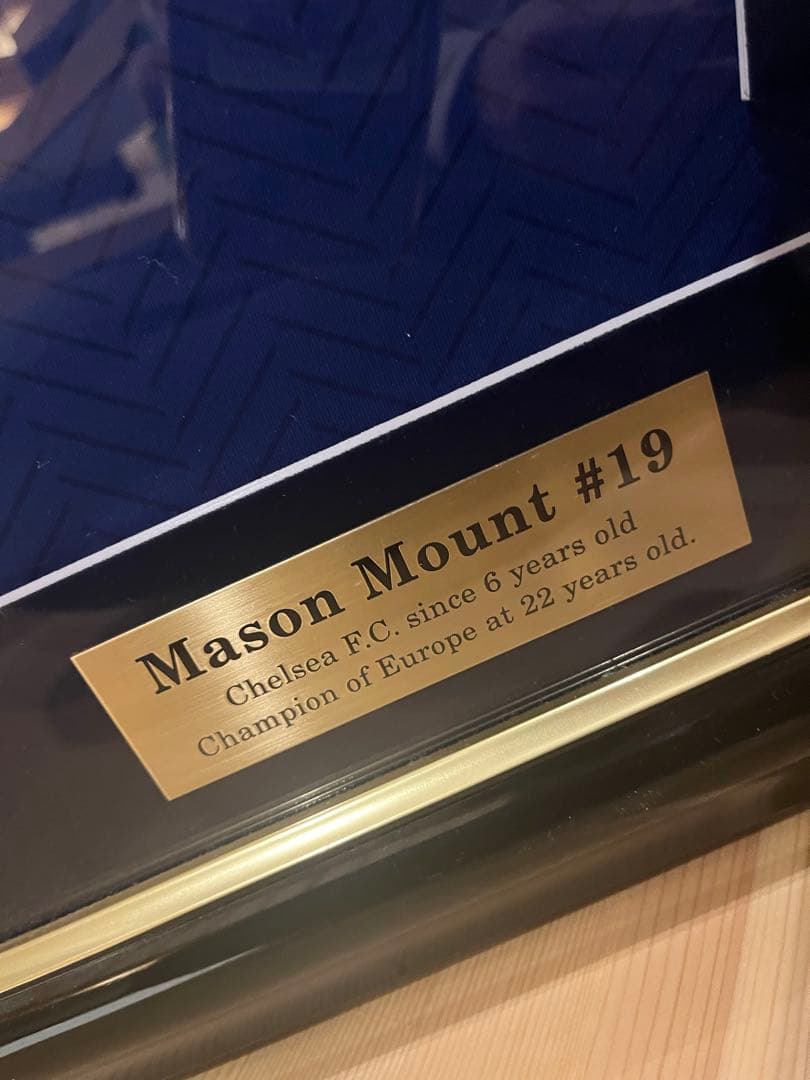 Mason Mount #19
Chelsea F.C. since 6 years old
Champion of Europe at 22 years old.